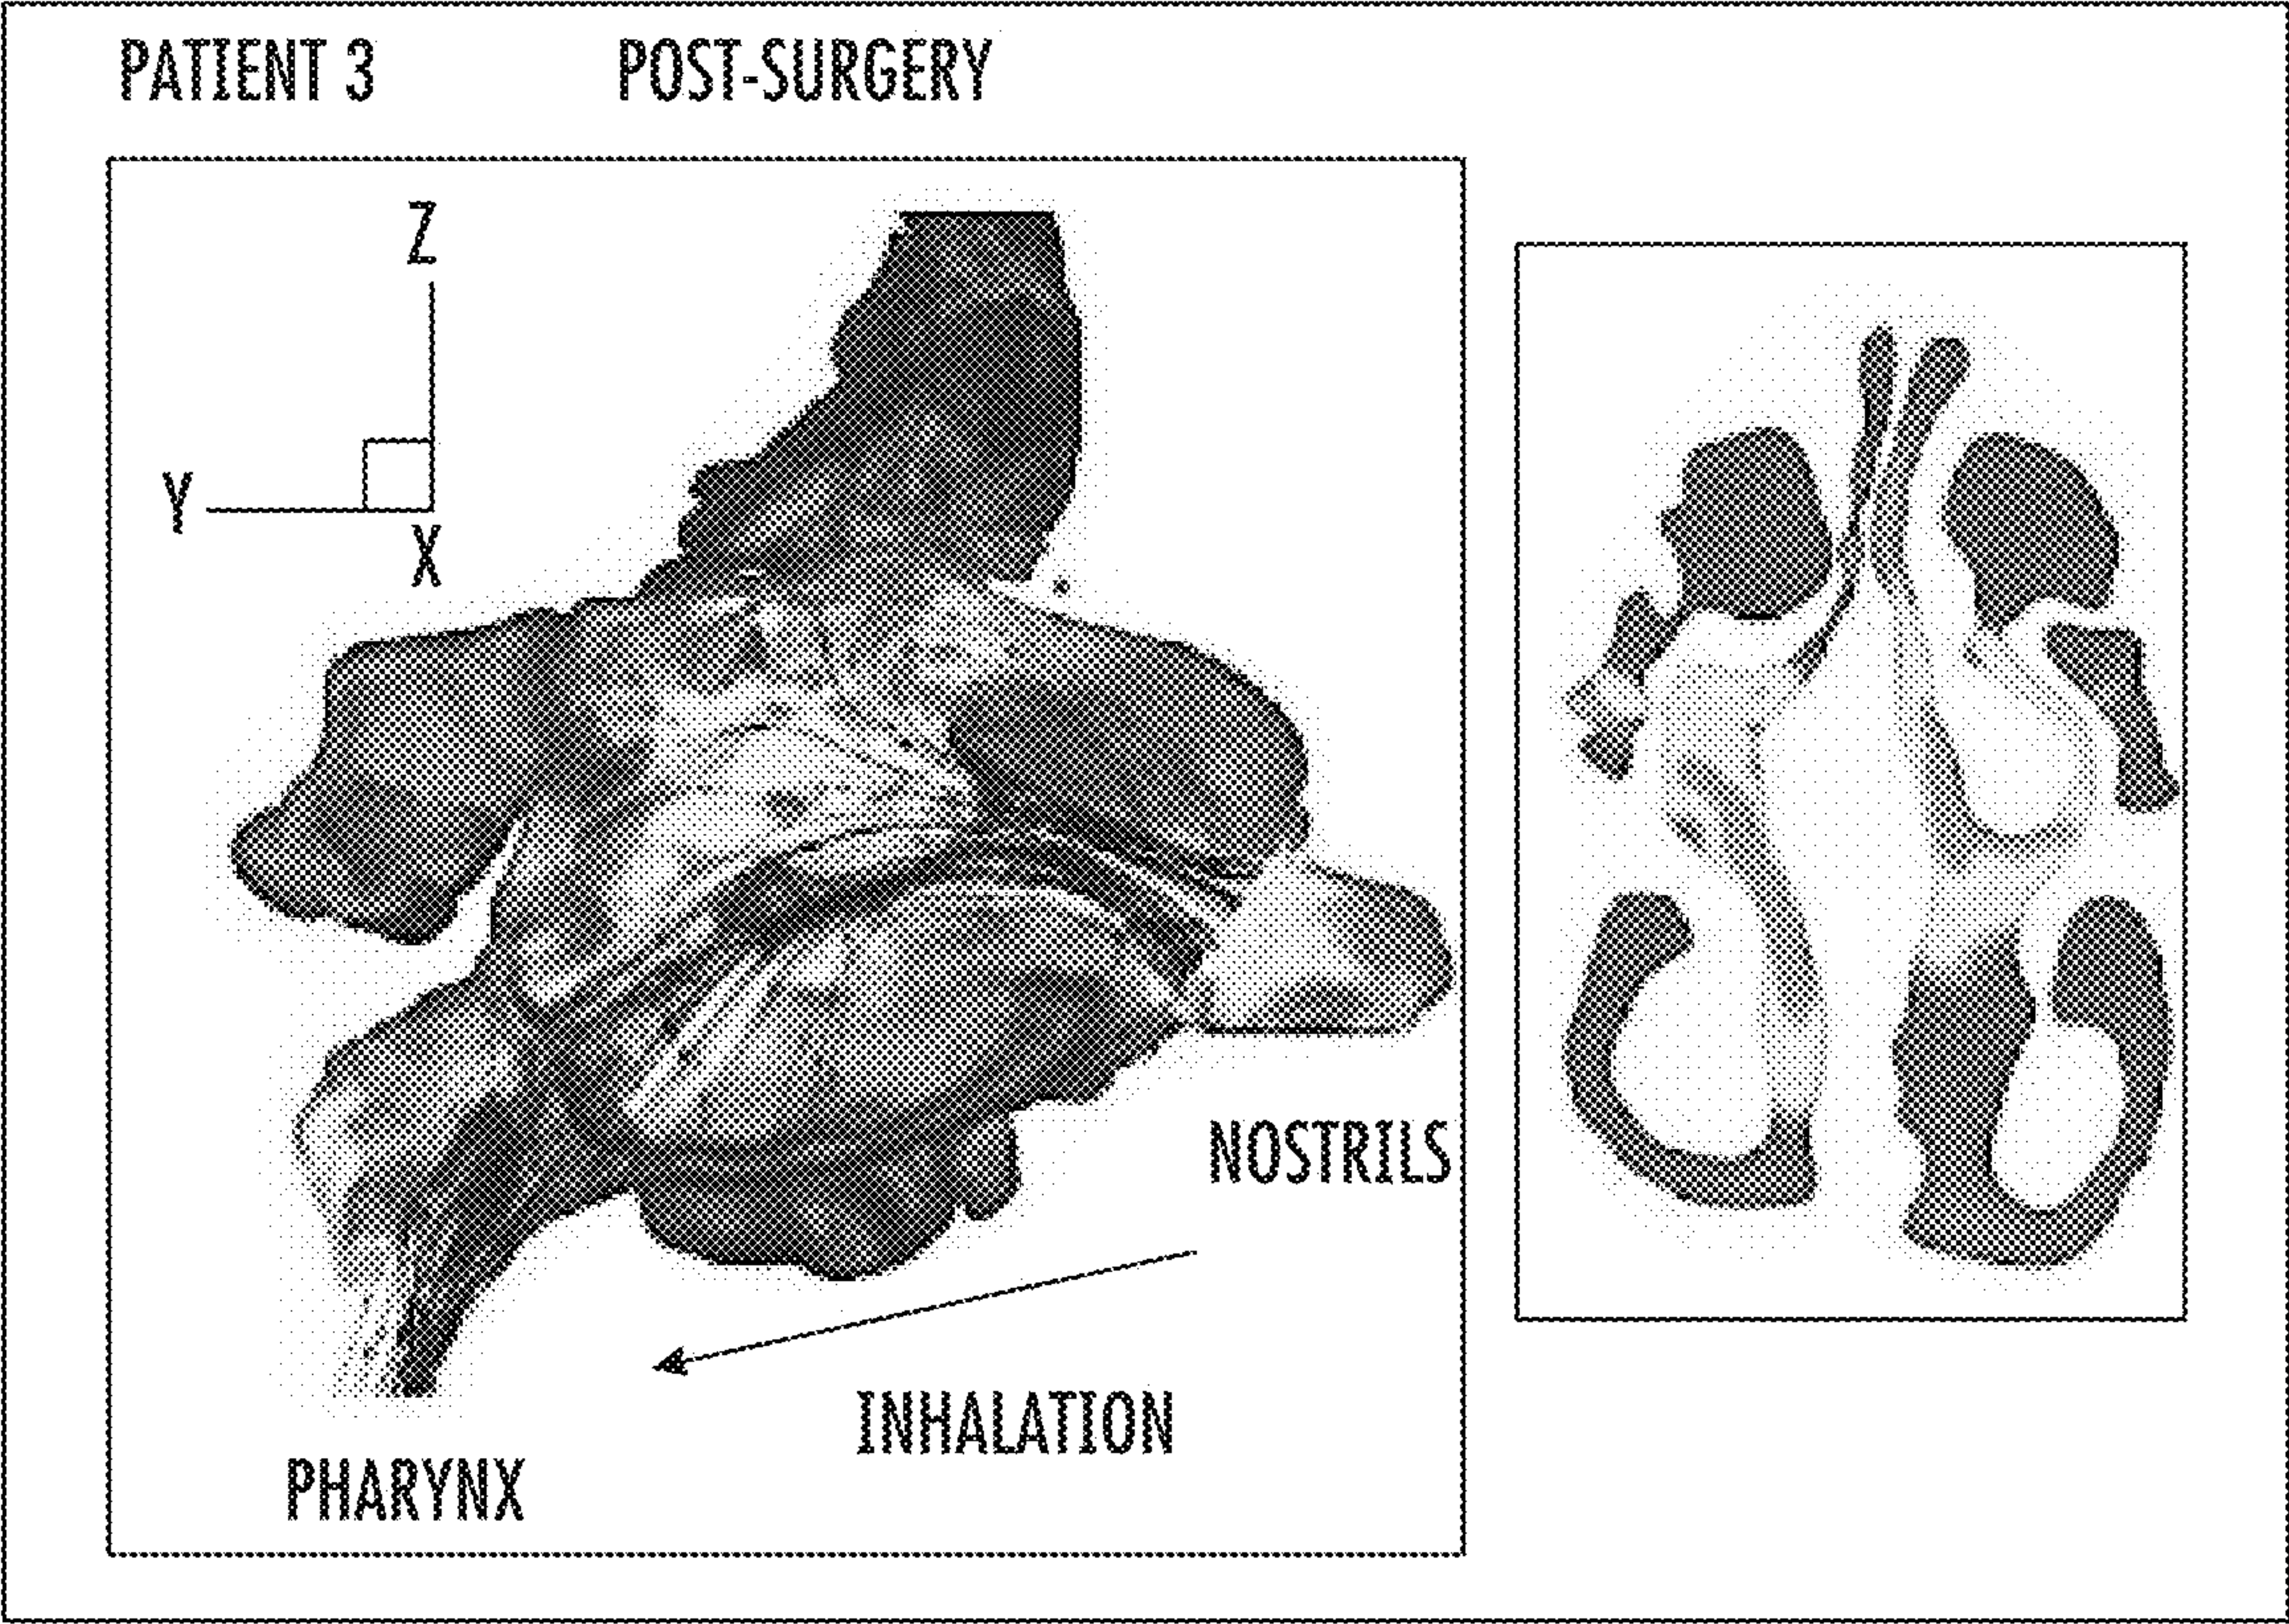 PATIENT 3 POST-SURGERY
Z
Y
X
NOSTRILS
INHALATION
PHARYNX